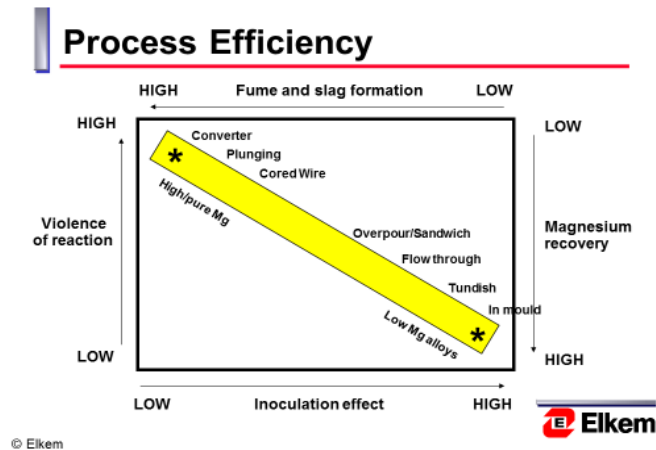 Process Efficiency
HIGH
Fume and slag formation
LOW
HIGH
LOW
Converter
Plunging
Cored Wire
High/pure Mg
Violence
of reaction
Overpour/Sandwich
Flow through
Tundish
In mould
Low Mg alloys
Magnesium
recovery
LOW
HIGH
LOW
Inoculation effect
HIGH
E Elkem
© Elkem